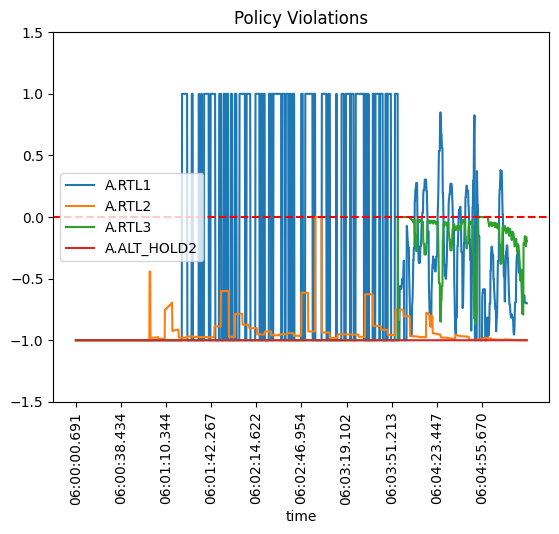 Policy Violations
1.5
1.0
0.5
0.0
−0.5
−1.0
−1.5
A.RTL1
A.RTL2
A.RTL3
A.ALT_HOLD2
06:00:00.691
06:00:38.434
06:01:10.344
06:01:42.267
06:02:14.622
06:02:46.954
06:03:19.102
06:03:51.213
06:04:23.447
06:04:55.670
time